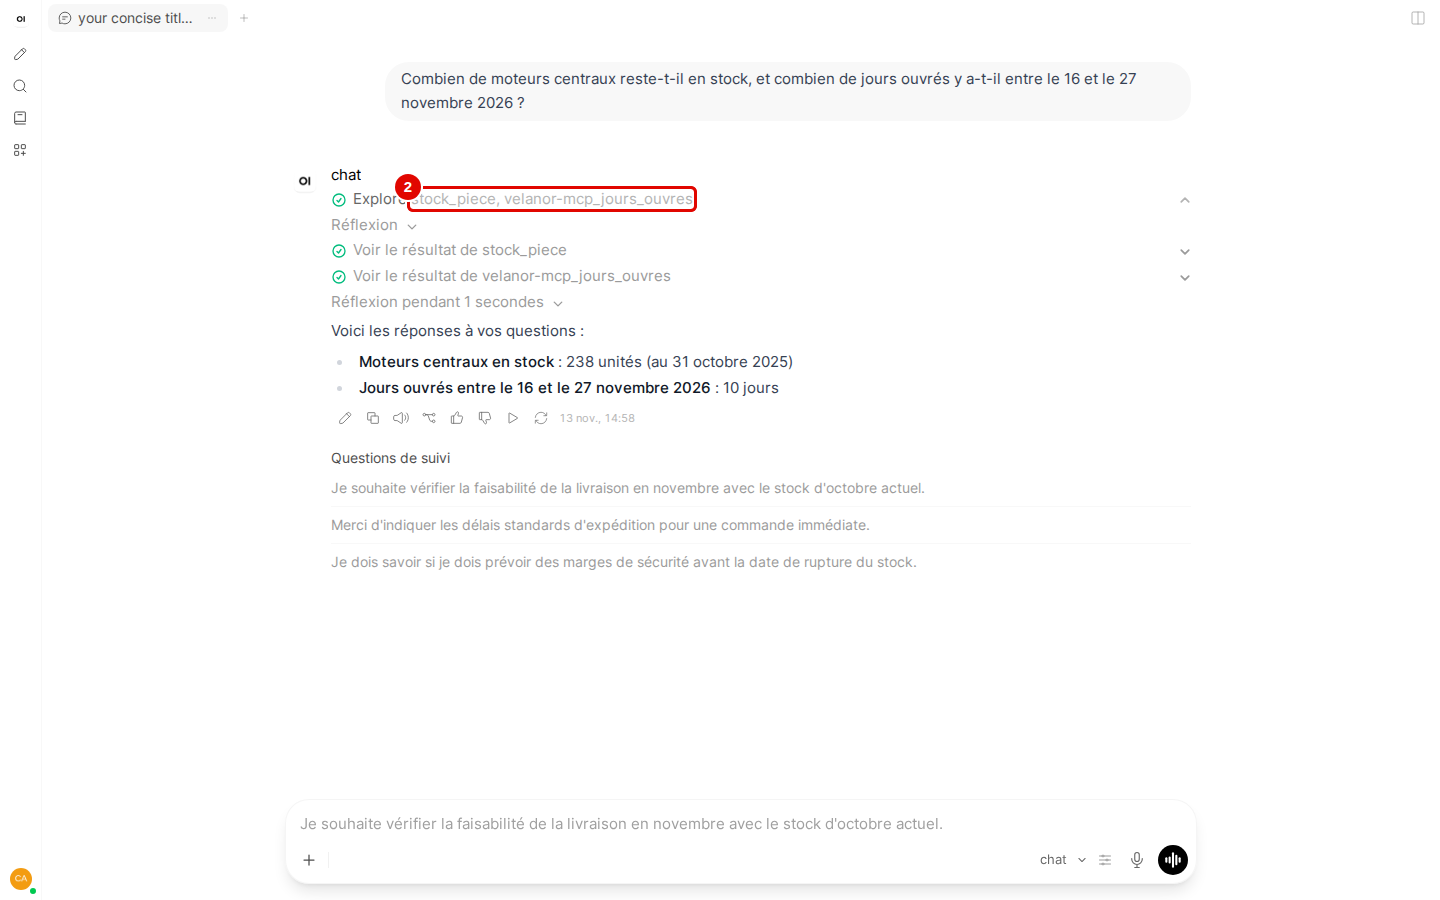 OI
your concise titl...
Combien de moteurs centraux reste-t-il en stock, et combien de jours ouvrés y a-t-il entre le 16 et le 27
novembre 2026 ?
OI
chat
2
Explore stock_piece, velanor-mcp_jours_ouvres
Réflexion
Voir le résultat de stock_piece
Voir le résultat de velanor-mcp_jours_ouvres
Réflexion pendant 1 secondes
Voici les réponses à vos questions :
Moteurs centraux en stock : 238 unités (au 31 octobre 2025)
Jours ouvrés entre le 16 et le 27 novembre 2026 : 10 jours
13 nov., 14:58
Questions de suivi
Je souhaite vérifier la faisabilité de la livraison en novembre avec le stock d'octobre actuel.
Merci d'indiquer les délais standards d'expédition pour une commande immédiate.
Je dois savoir si je dois prévoir des marges de sécurité avant la date de rupture du stock.
Je souhaite vérifier la faisabilité de la livraison en novembre avec le stock d'octobre actuel.
chat
CA